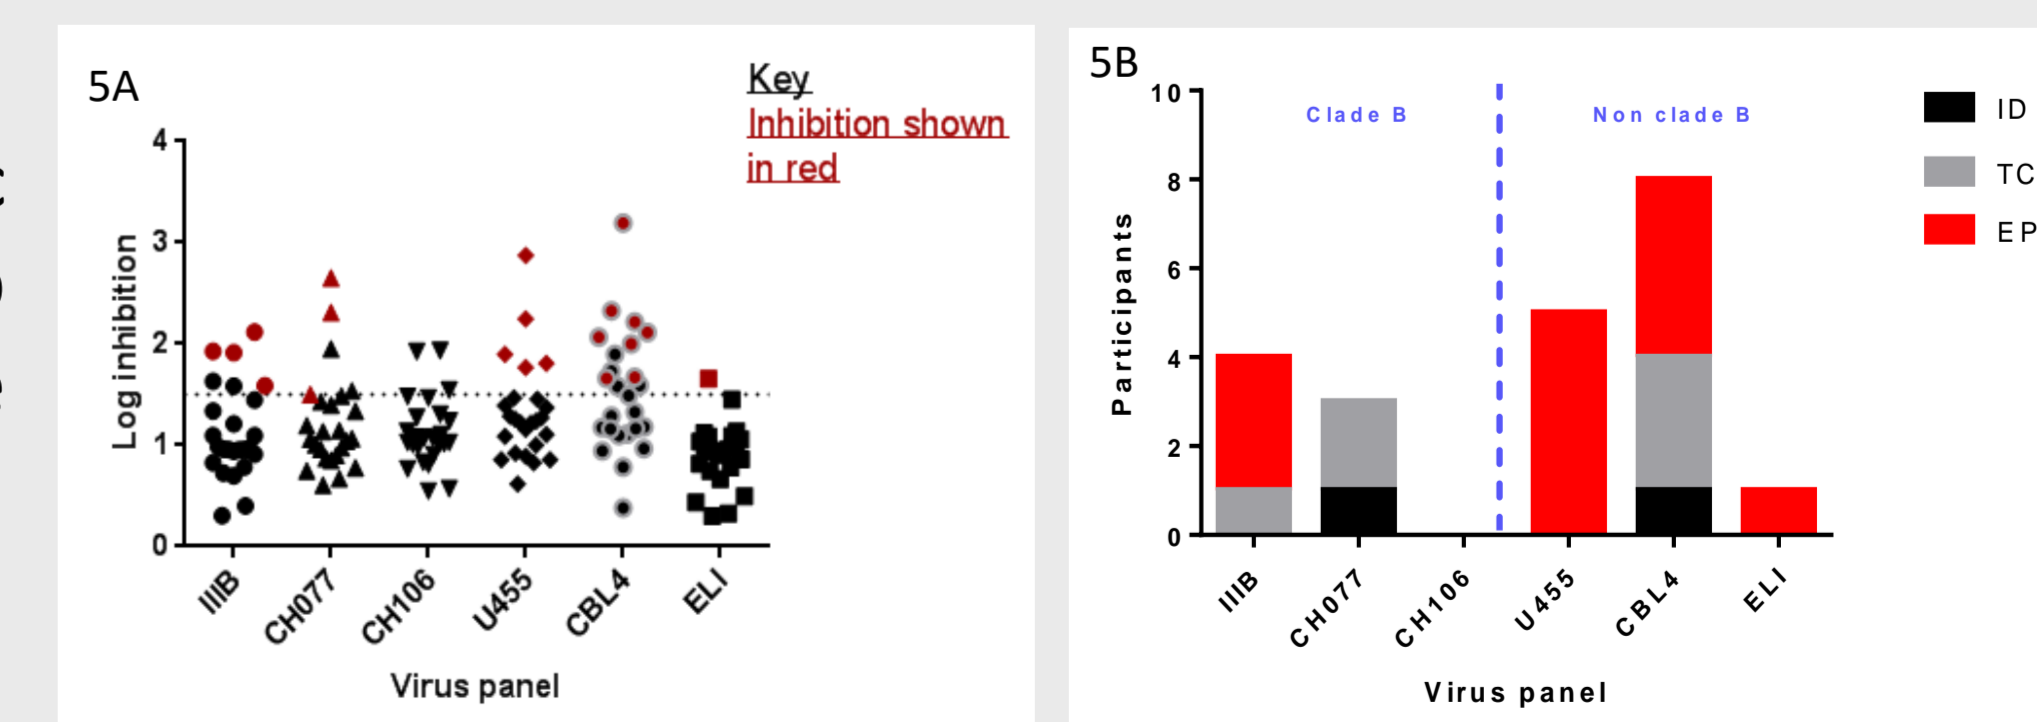 5A
Key
Inhibition shown
in red
4
3
2
1
0
Log inhibition
IIIB
CH077
CH106
U455
CBL4
ELI
Virus panel
5B
10
8
6
4
2
0
Participants
Clade B
Non clade B
ID
TC
EP
IIIB
CH077
CH106
U455
CBL4
ELI
Virus panel